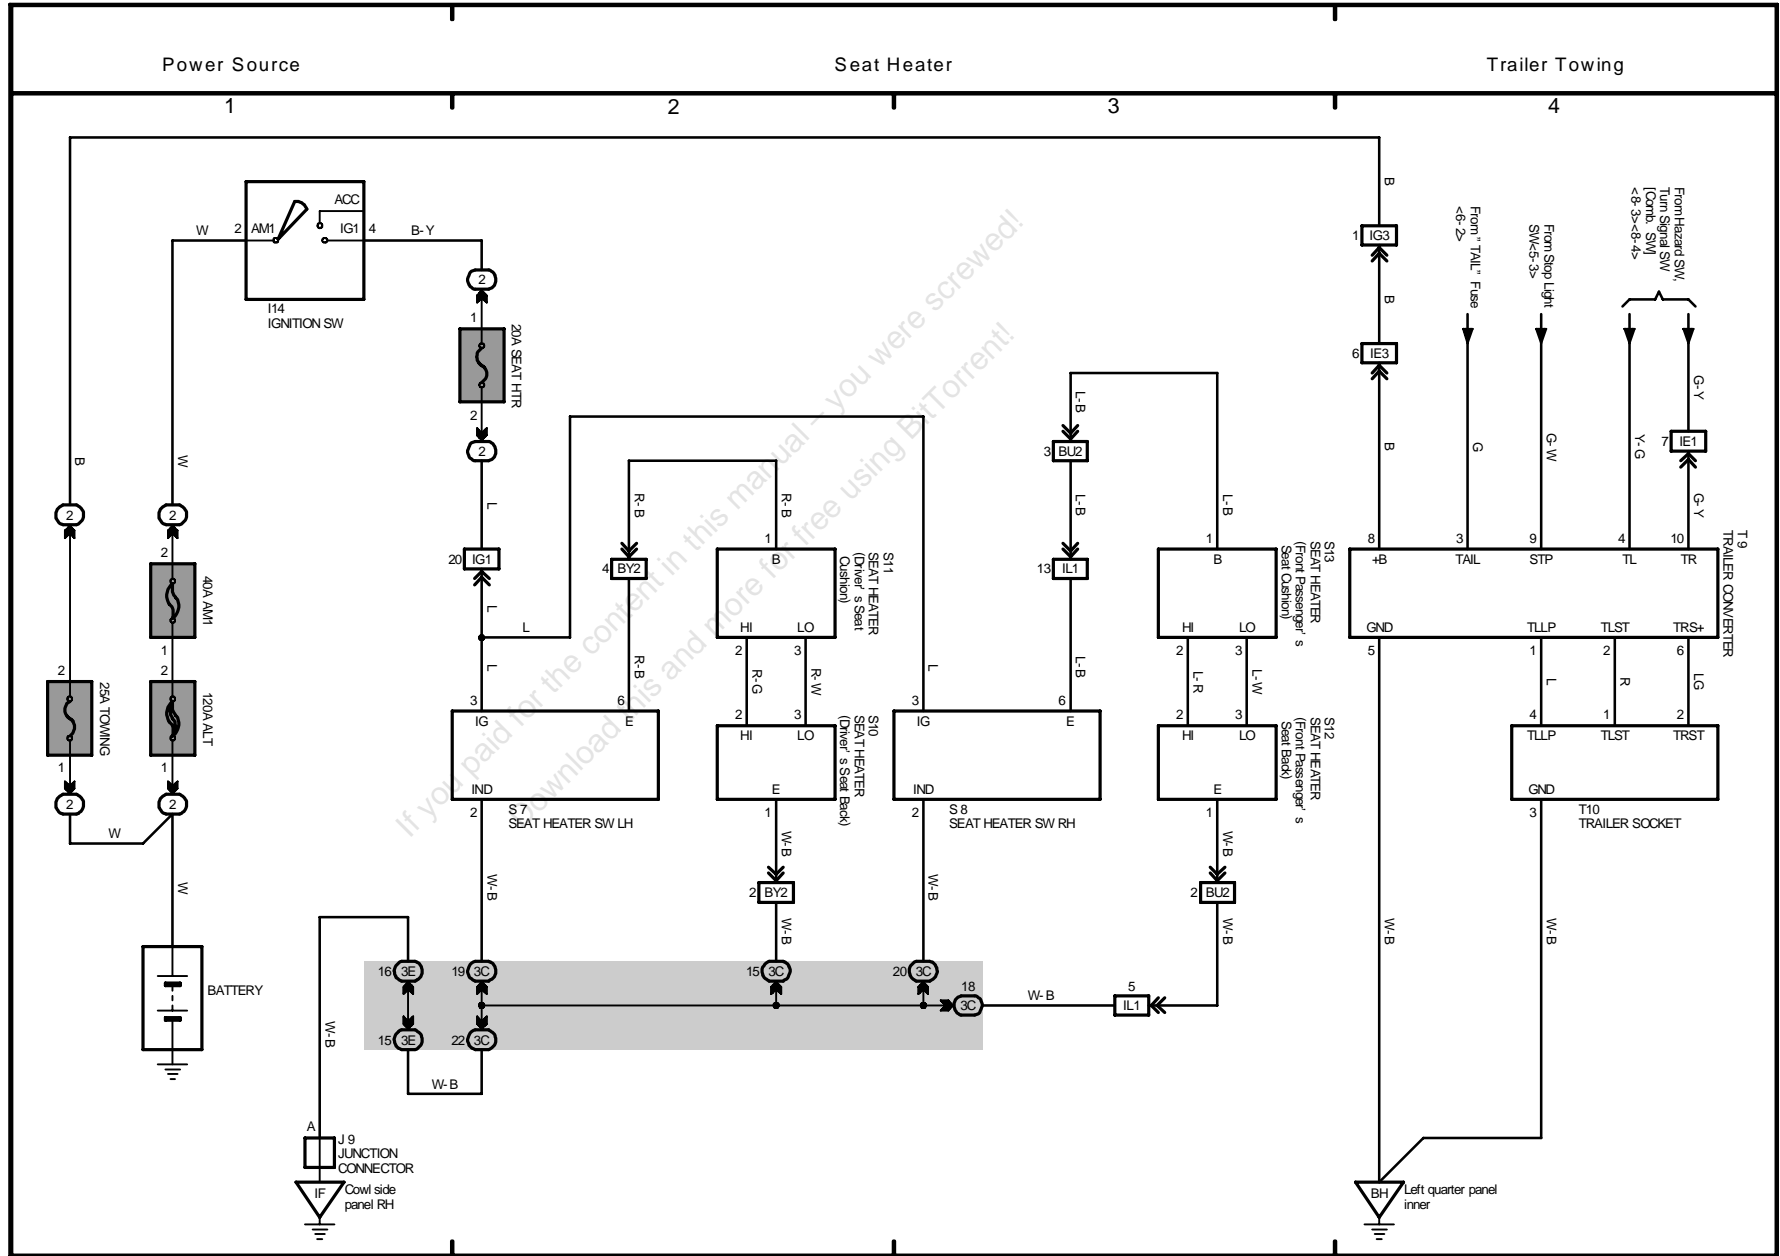 Power Source
Seat Heater
Trailer Towing
1
2
3
4
B
W
2
AM1
ACC
IG1
4
I14
IGNITION SW
B-Y
2
1
20A SEAT HTR
2
2
L
20 IG1
L
L
L
3
6
IG
E
IND
2
S 7
SEAT HEATER SW LH
R-B
4 BY2
R-B
R-B
1
B
HI
LO
2
3
S11
SEAT HEATER
(Driver' s Seat
Cushion)
R-G
R-W
2
3
HI
LO
E
1
S10
SEAT HEATER
(Driver' s Seat Back)
W-B
2 BY2
W-B
L
3
6
IG
E
IND
2
S 8
SEAT HEATER SW RH
L-B
3 BU2
L-B
13 IL1
L-B
L-B
1
B
HI
LO
2
3
S13
SEAT HEATER
(Front Passenger' s
Seat Cushion)
L-R
L-W
2
3
HI
LO
E
1
S12
SEAT HEATER
(Front Passenger' s
Seat Back)
W-B
2 BU2
W-B
B
1 IG3
B
6 IE3
B
From " TAIL" Fuse
<6-2>
From Stop Light
SW<5-3>
From Hazard SW,
Turn Signal SW
[Comb. SW]
<8-3><8-4>
G
G-W
Y-G
G-Y
7 IE1
G-Y
8
3
9
4
10
+B
TAIL
STP
TL
TR
T 9
TRAILER CONVERTER
GND
TLLP
TLST
TRS+
5
1
2
6
L
R
LG
4
1
2
TLLP
TLST
TRST
GND
3
T10
TRAILER SOCKET
W-B
W-B
BH
Left quarter panel
inner
B
W
2
2
2
40A AM1
1
2
25A TOWING
2
120A ALT
1
1
2
2
W
W
BATTERY
W-B
W-B
16 3E
19 3C
15 3C
20 3C
18
3C
W-B
5
IL1
15 3E
22 3C
W-B
W-B
A
J 9
JUNCTION
CONNECTOR
IF
Cowl side
panel RH
If you paid for the content in this manual – you were screwed!
Download this and more for free using BitTorrent!